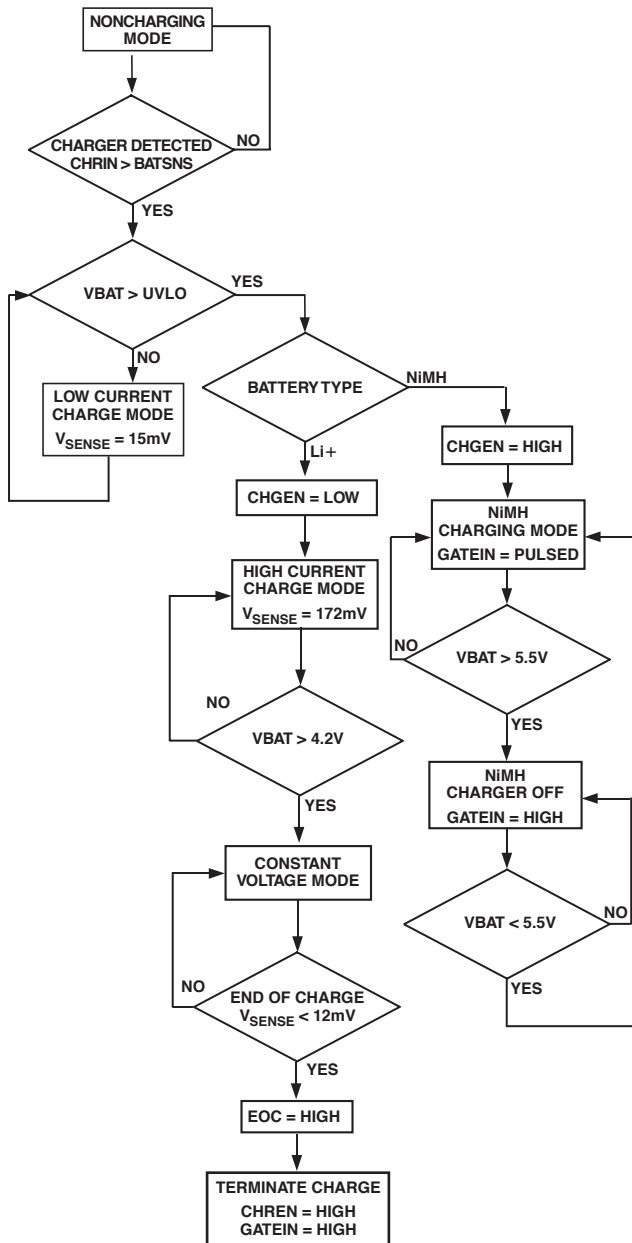 NONCHARGING
MODE
CHARGER DETECTED
CHRIN > BATSNS
NO
YES
VBAT > UVLO
YES
NO
LOW CURRENT
CHARGE MODE
VSENSE = 15mV
BATTERY TYPE
NiMH
Li+
CHGEN = HIGH
CHGEN = LOW
NiMH
CHARGING MODE
GATEIN = PULSED
HIGH CURRENT
CHARGE MODE
VSENSE = 172mV
NO
VBAT > 5.5V
YES
NO
VBAT > 4.2V
YES
NiMH
CHARGER OFF
GATEIN = HIGH
CONSTANT
VOLTAGE MODE
VBAT < 5.5V
NO
YES
NO
END OF CHARGE
VSENSE < 12mV
YES
EOC = HIGH
TERMINATE CHARGE
CHREN = HIGH
GATEIN = HIGH